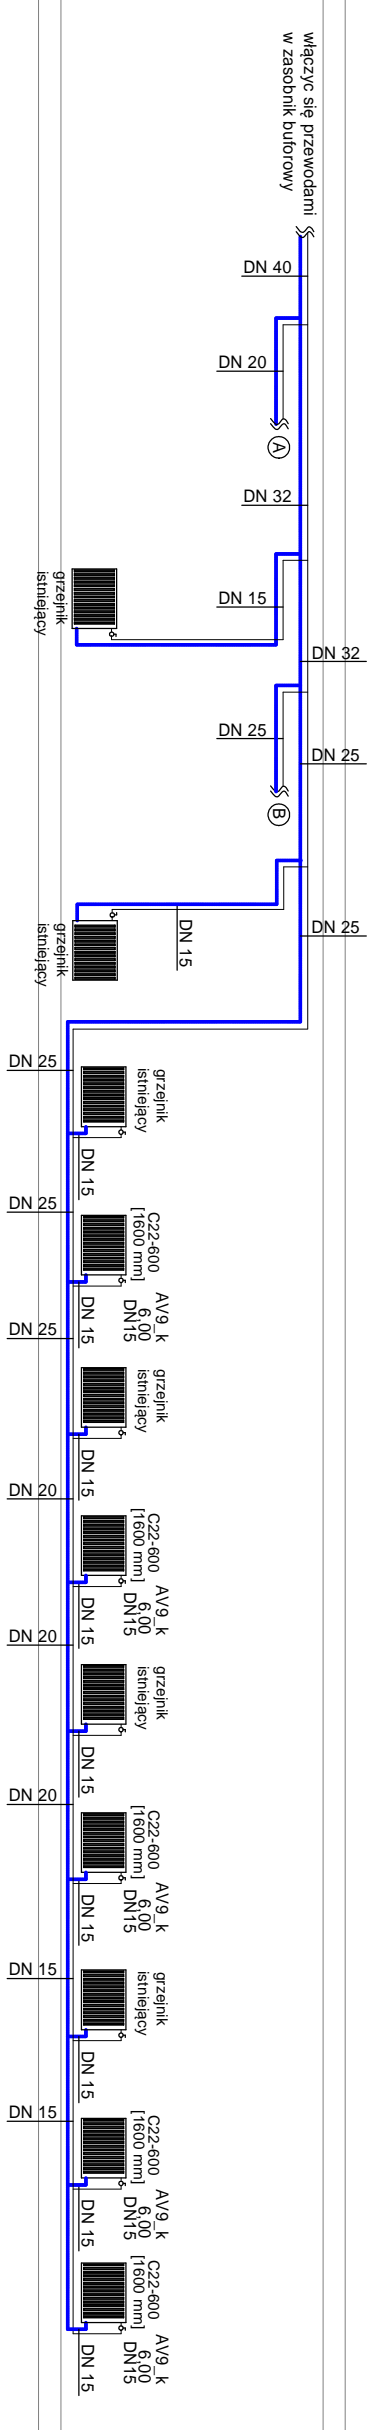 włączyc się przewodami
w zasobnik buforowy
DN 40
DN 20
A
DN 32
DN 15
grzejnik
istniejący
DN 32
DN 25
DN 25
B
DN 15
grzejnik
istniejący
DN 25
DN 25
grzejnik
istniejący
DN 15
DN 25
C22-600
[1600 mm]
AV9_k
6,00
DN15
DN 15
DN 25
grzejnik
istniejący
DN 15
DN 20
C22-600
[1600 mm]
AV9_k
6,00
DN15
DN 15
DN 20
grzejnik
istniejący
DN 15
DN 20
C22-600
[1600 mm]
AV9_k
6,00
DN15
DN 15
DN 15
grzejnik
istniejący
DN 15
DN 15
C22-600
[1600 mm]
AV9_k
6,00
DN15
DN 15
C22-600
[1600 mm]
AV9_k
6,00
DN15
DN 15